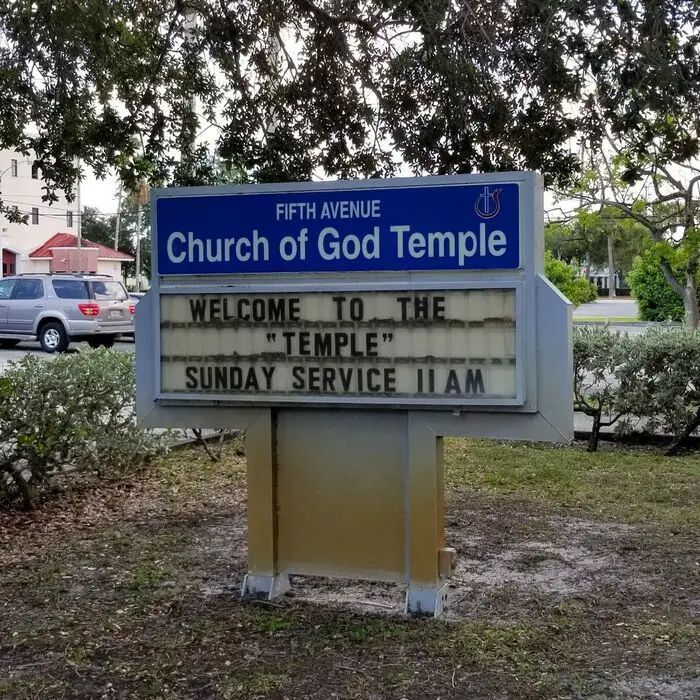 FIFTH AVENUE
Church of God Temple
WELCOME TO THE
"TEMPLE"
SUNDAY SERVICE 11AM